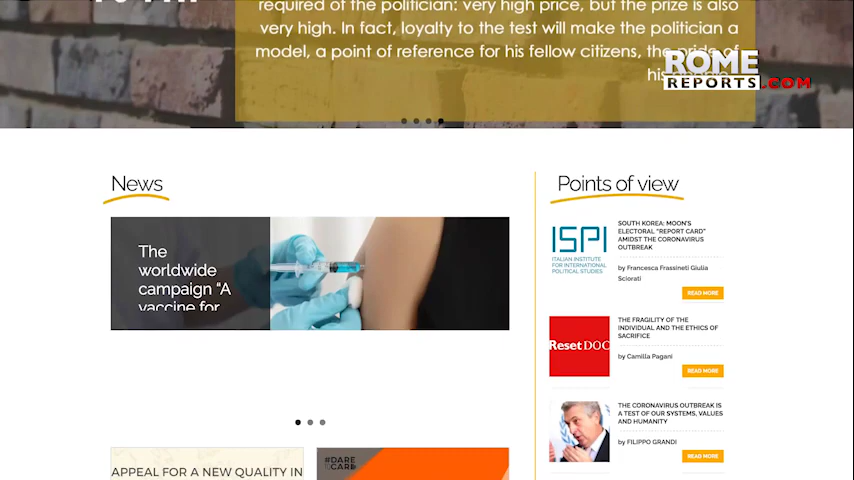 required of the politician: very high price, but the prize is also
very high. In fact, loyalty to the test will make the politician a
model, a point of reference for his fellow citizens, the pride of
his
ROME
REPORTS.COM
News
The
worldwide
campaign “A
vaccine for
Points of view
ISPI
ITALIAN INSTITUTE
FOR INTERNATIONAL
POLITICAL STUDIES
SOUTH KOREA: MOON'S
ELECTORAL “REPORT CARD”
AMIDST THE CORONAVIRUS
OUTBREAK
by Francesca Frassineti Giulia
Sciorati
READ MORE
ResetDOC
THE FRAGILITY OF THE
INDIVIDUAL AND THE ETHICS OF
SACRIFICE
by Camilla Pagani
READ MORE
THE CORONAVIRUS OUTBREAK IS
A TEST OF OUR SYSTEMS, VALUES
AND HUMANITY
by FILIPPO GRANDI
READ MORE
APPEAL FOR A NEW QUALITY IN
#DARE
TO CARE